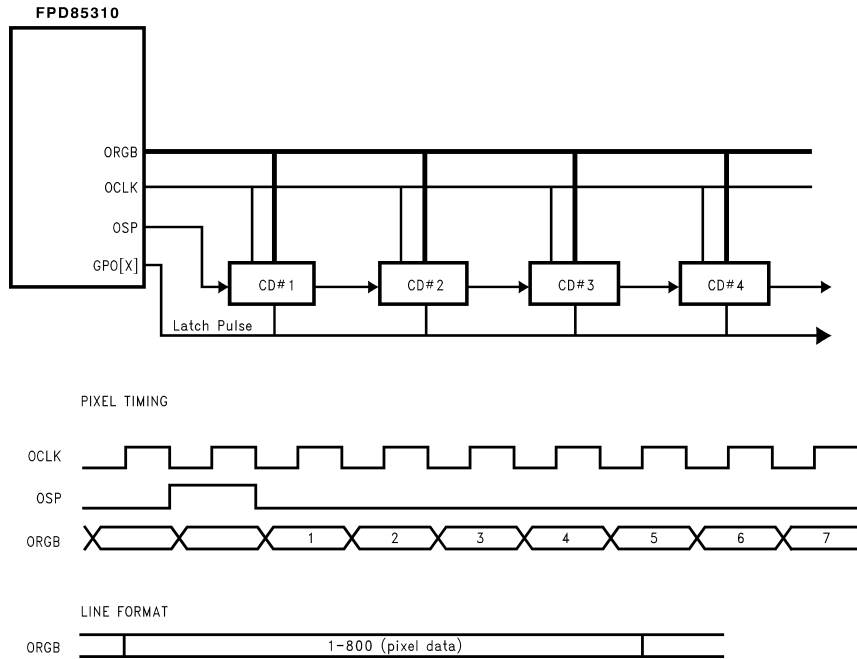 FPD85310
ORGB
OCLK
OSP
GPO[X]
CD#1 CD#2 CD#3 CD#4
Latch Pulse
PIXEL TIMING
OCLK
OSP
ORGB 1 2 3 4 5 6 7
LINE FORMAT
ORGB 1-800 (pixel data)